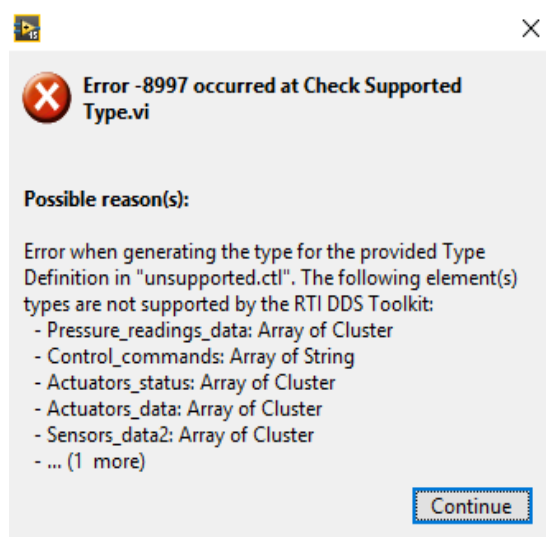 15
Error -8997 occurred at Check Supported
Type.vi
Possible reason(s):
Error when generating the type for the provided Type
Definition in "unsupported.ctl". The following element(s)
types are not supported by the RTI DDS Toolkit:
- Pressure_readings_data: Array of Cluster
- Control_commands: Array of String
- Actuators_status: Array of Cluster
- Actuators_data: Array of Cluster
- Sensors_data2: Array of Cluster
- ... (1  more)
Continue